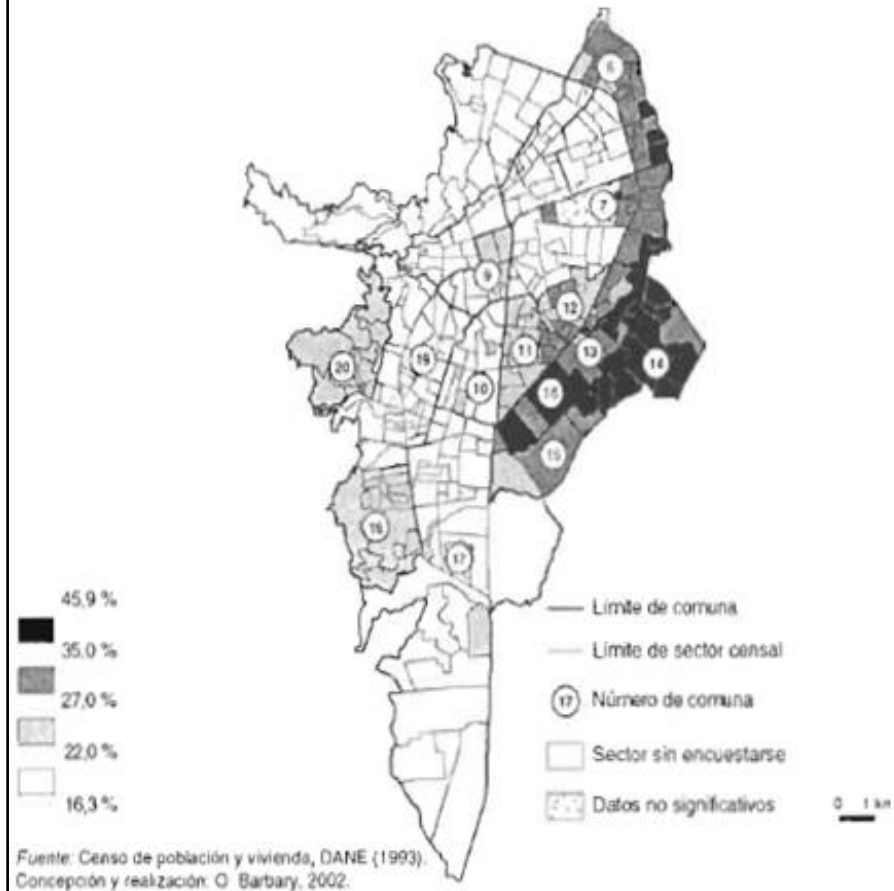 6
7
9
12
11
13
14
20
19
10
16
15
16
17
45,9 %
35.0 %
27,0 %
22,0 %
16,3 %
Límite de comuna
Límite de sector censal
17 Número de comuna
Sector sin encuestarse
Datos no significativos
0 1 km
Fuente: Censo de población y vivienda, DANE (1993).
Concepción y realización: O. Barbary, 2002.